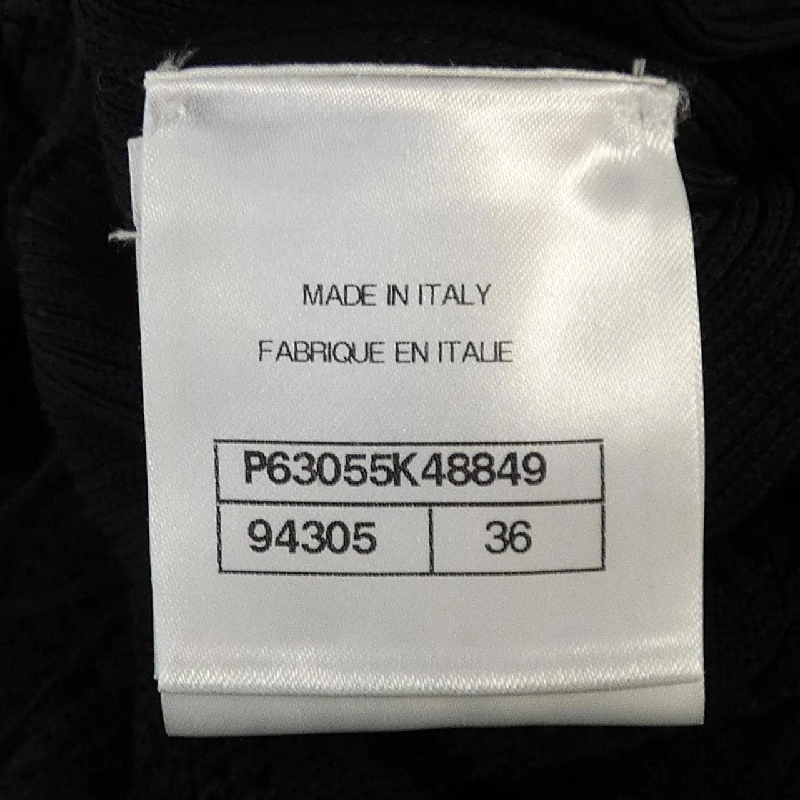 MADE IN ITALY
FABRIQUE EN ITALIE
P63055K48849
94305 36